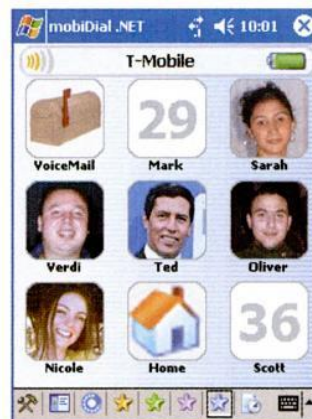 mobiDial .NET 10:01
T-Mobile
29
36
VoiceMail Mark Sarah
Verdi Ted Oliver
Nicole Home Scott